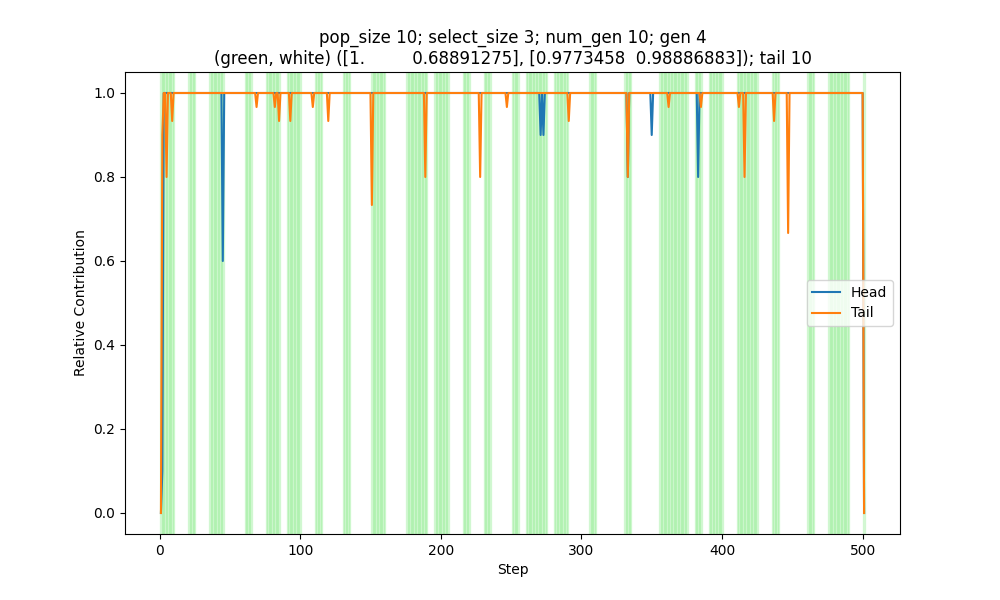 pop_size 10; select_size 3; num_gen 10; gen 4
(green, white) ([1. 0.68891275], [0.9773458 0.98886883]); tail 10
1.0
0.8
0.6
0.4
0.2
0.0
Relative Contribution
Head
Tail
0 100 200 300 400 500
Step